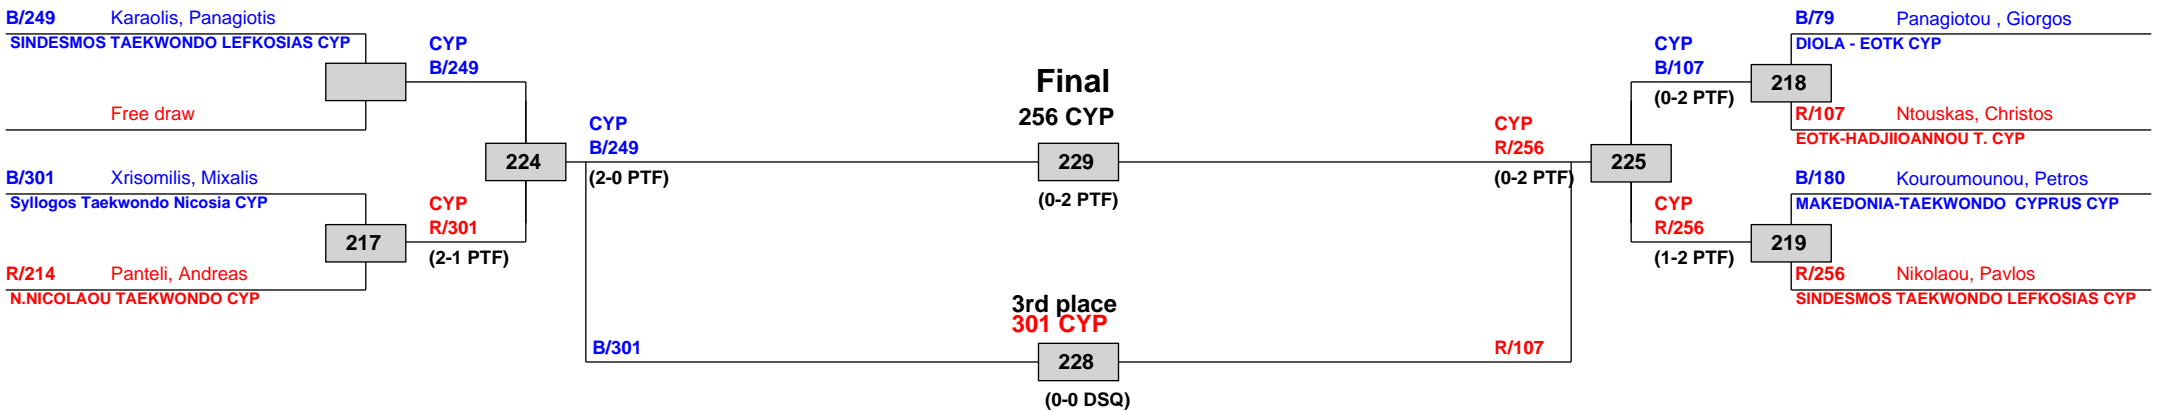 B/249 Karaolis, Panagiotis
SINDESMOS TAEKWONDO LEFKOSIAS CYP
Free draw
B/301 Xrisomilis, Mixalis
Syllogos Taekwondo Nicosia CYP
217
R/214 Panteli, Andreas
N.NICOLAOU TAEKWONDO CYP
CYP
B/249
CYP
R/301
(2-1 PTF)
224
CYP
B/249
(2-0 PTF)
Final
256 CYP
229
(0-2 PTF)
3rd place
301 CYP
B/301
228
R/107
(0-0 DSQ)
CYP
R/256
(0-2 PTF)
225
CYP
B/107
(0-2 PTF)
CYP
R/256
(1-2 PTF)
B/79 Panagiotou , Giorgos
DIOLA - EOTK CYP
218
R/107 Ntouskas, Christos
EOTK-HADJIIOANNOU T. CYP
B/180 Kouroumounou, Petros
MAKEDONIA-TAEKWONDO  CYPRUS CYP
219
R/256 Nikolaou, Pavlos
SINDESMOS TAEKWONDO LEFKOSIAS CYP